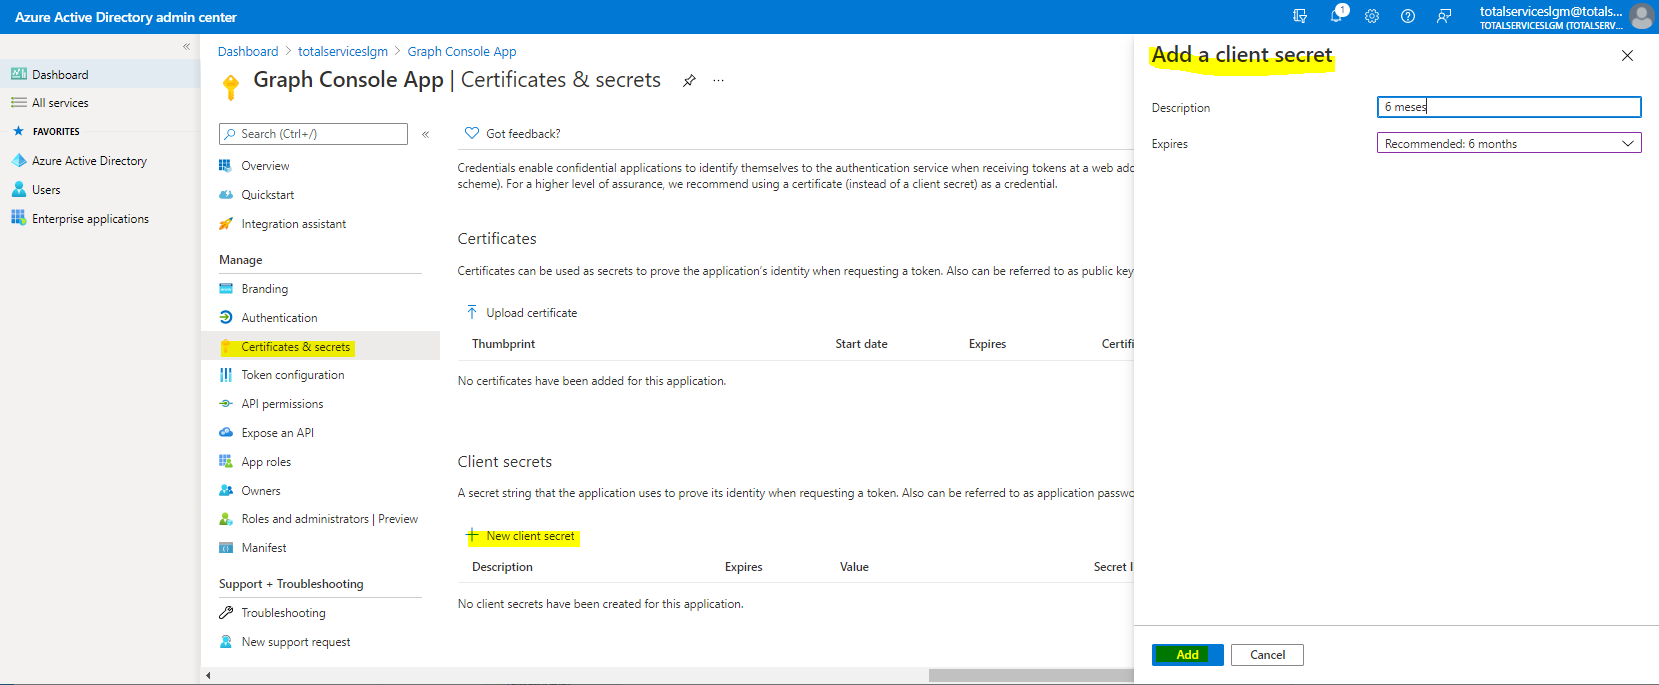 Azure Active Directory admin center
1
totalserviceslgm@totals...
TOTALSERVICESLGM (TOTALSERV...
«
Dashboard
All services
FAVORITES
Azure Active Directory
Users
Enterprise applications
Dashboard > totalserviceslgm > Graph Console App
Graph Console App | Certificates & secrets
...
Search (Ctrl+/)
«
Overview
Quickstart
Integration assistant
Manage
Branding
Authentication
Certificates & secrets
Token configuration
API permissions
Expose an API
App roles
Owners
Roles and administrators | Preview
Manifest
Support + Troubleshooting
Troubleshooting
New support request
Got feedback?
Credentials enable confidential applications to identify themselves to the authentication service when receiving tokens at a web add
scheme). For a higher level of assurance, we recommend using a certificate (instead of a client secret) as a credential.
Certificates
Certificates can be used as secrets to prove the application's identity when requesting a token. Also can be referred to as public key
Upload certificate
Thumbprint Start date Expires Certifi
No certificates have been added for this application.
Client secrets
A secret string that the application uses to prove its identity when requesting a token. Also can be referred to as application passwo
New client secret
Description Expires Value Secret I
No client secrets have been created for this application.
Add a client secret
Description 6 meses
Expires Recommended: 6 months
Add Cancel